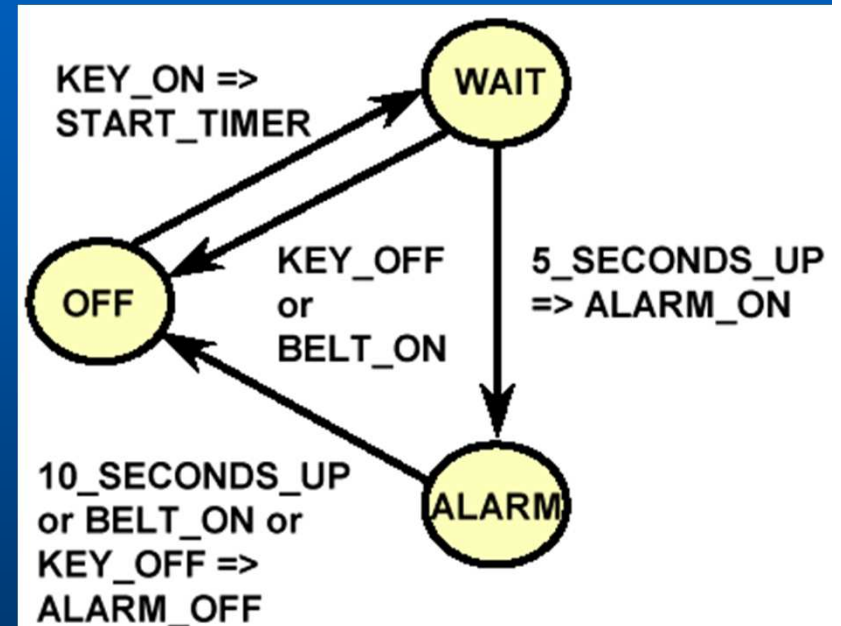 KEY_ON =>
START_TIMER
WAIT
OFF
KEY_OFF
or
BELT_ON
5_SECONDS_UP
=> ALARM_ON
10_SECONDS_UP
or BELT_ON or
KEY_OFF =>
ALARM_OFF
ALARM